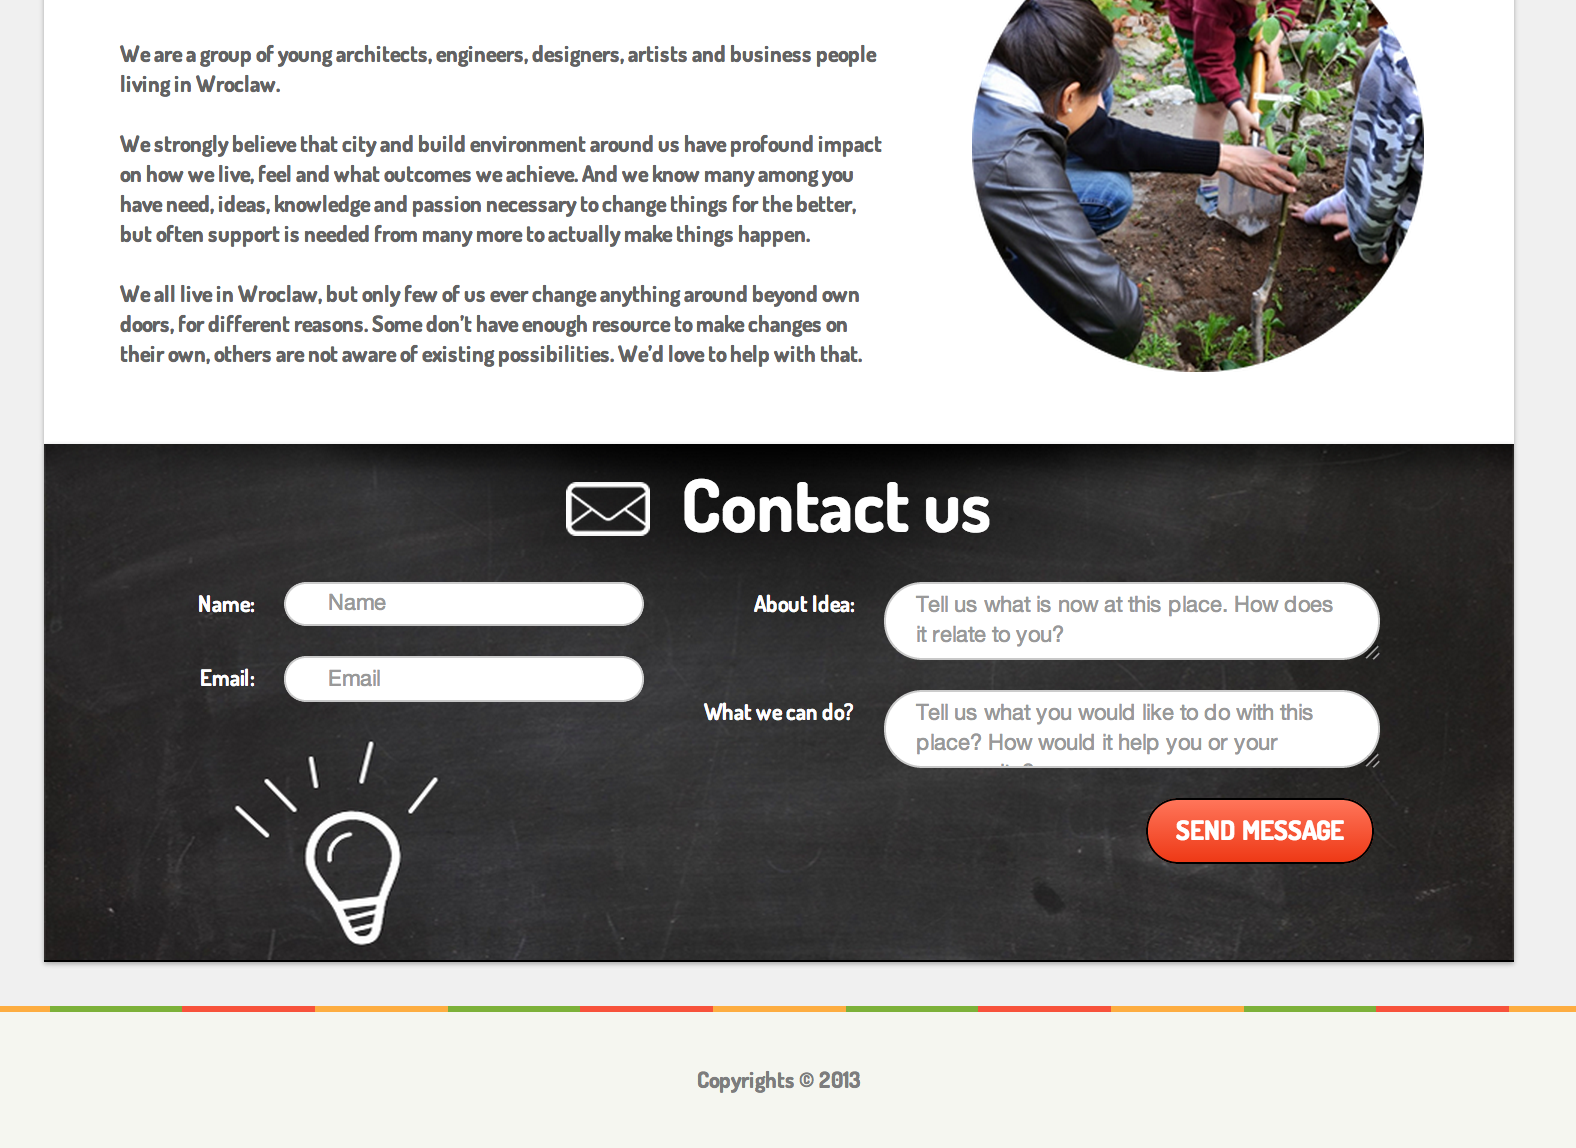 We are a group of young architects, engineers, designers, artists and business people
living in Wroclaw.
We strongly believe that city and build environment around us have profound impact
on how we live, feel and what outcomes we achieve. And we know many among you
have need, ideas, knowledge and passion necessary to change things for the better,
but often support is needed from many more to actually make things happen.
We all live in Wroclaw, but only few of us ever change anything around beyond own
doors, for different reasons. Some don't have enough resource to make changes on
their own, others are not aware of existing possibilities. We'd love to help with that.
Contact us
Name:
Name
Email:
Email
About Idea:
Tell us what is now at this place. How does
it relate to you?
What we can do?
Tell us what you would like to do with this
place? How would it help you or your
SEND MESSAGE
Copyrights © 2013